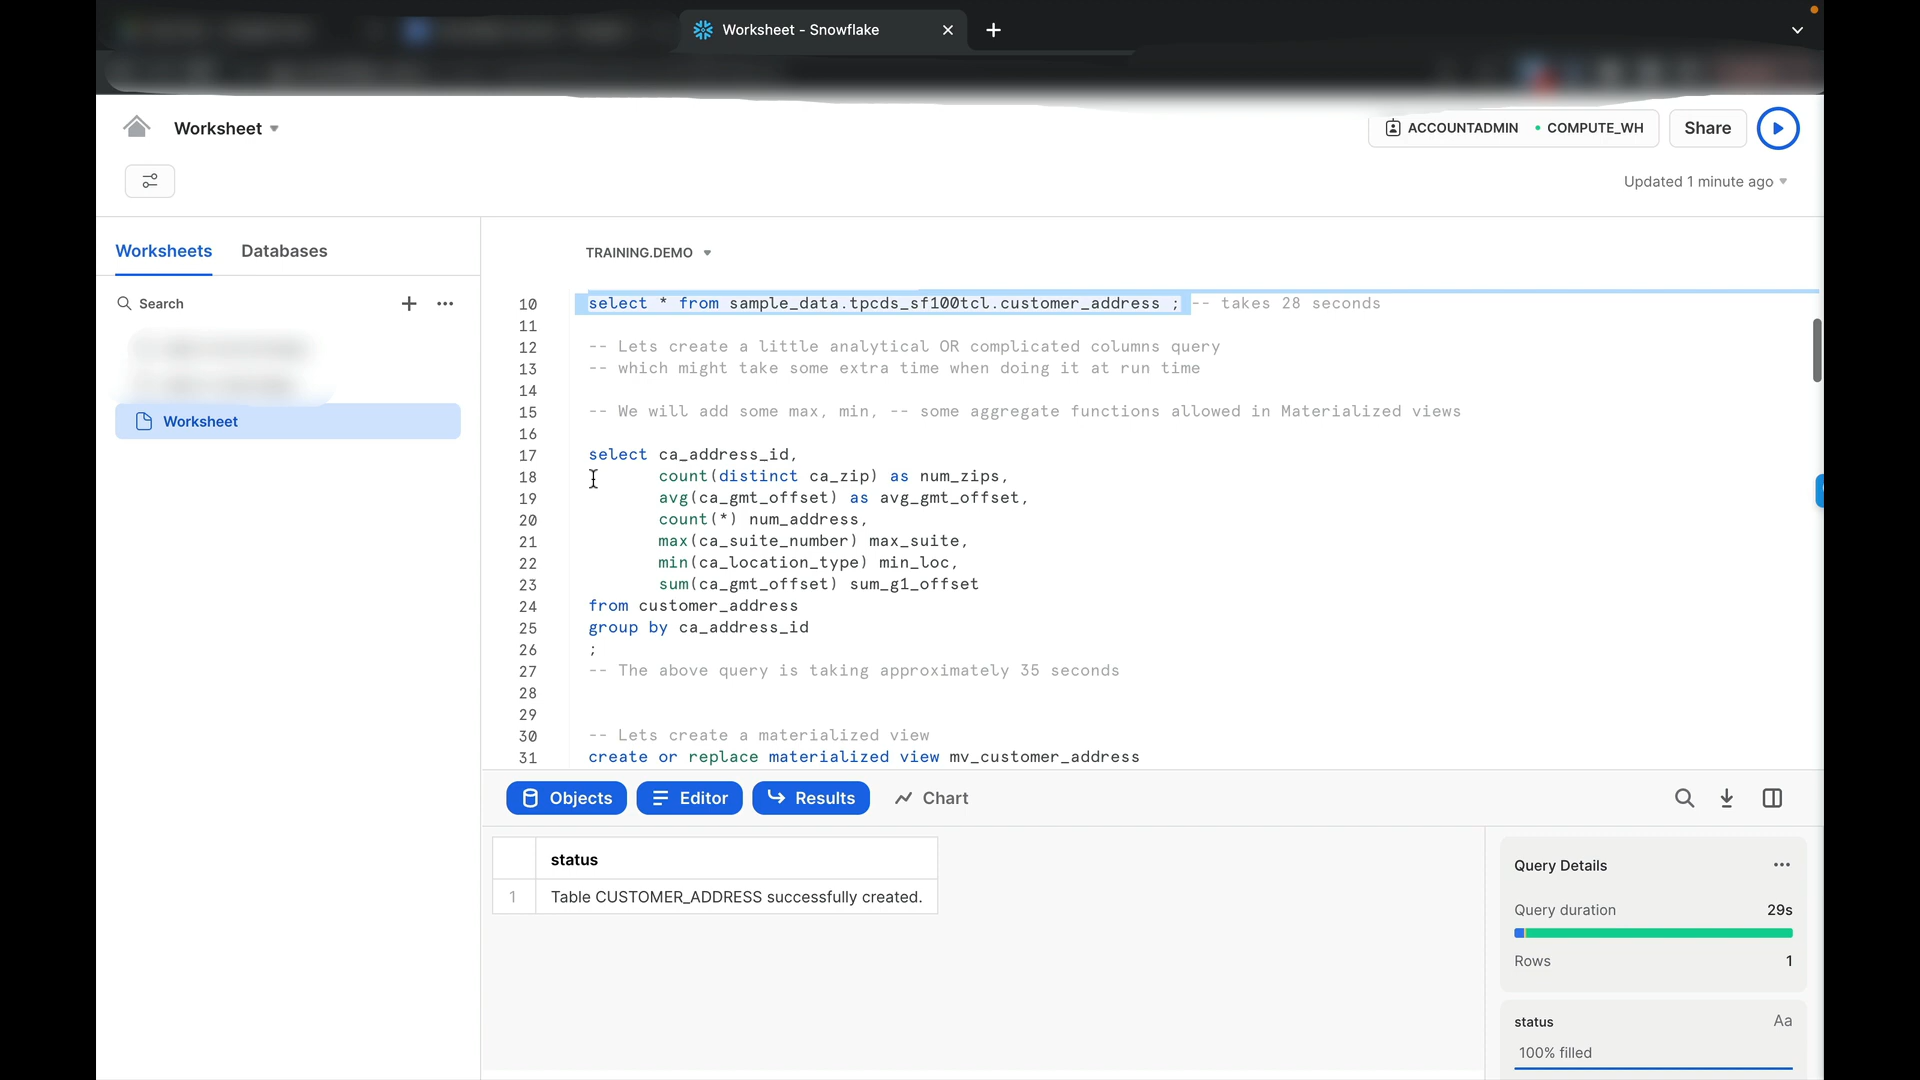 Worksheet - Snowflake
Worksheet
ACCOUNTADMIN • COMPUTE_WH
Share
Updated 1 minute ago
Worksheets
Databases
TRAINING.DEMO
Search
Worksheet
10 select * from sample_data.tpcds_sf100tcl.customer_address ; -- takes 28 seconds
11
12 -- Lets create a little analytical OR complicated columns query
13 -- which might take some extra time when doing it at run time
14
15 -- We will add some max, min, -- some aggregate functions allowed in Materialized views
16
17 select ca_address_id,
18 count(distinct ca_zip) as num_zips,
19 avg(ca_gmt_offset) as avg_gmt_offset,
20 count(*) num_address,
21 max(ca_suite_number) max_suite,
22 min(ca_location_type) min_loc,
23 sum(ca_gmt_offset) sum_g1_offset
24 from customer_address
25 group by ca_address_id
26 ;
27 -- The above query is taking approximately 35 seconds
28
29
30 -- Lets create a materialized view
31 create or replace materialized view mv_customer_address
Objects
Editor
Results
Chart
status
1 Table CUSTOMER_ADDRESS successfully created.
Query Details
Query duration 29s
Rows 1
status Aa
100% filled